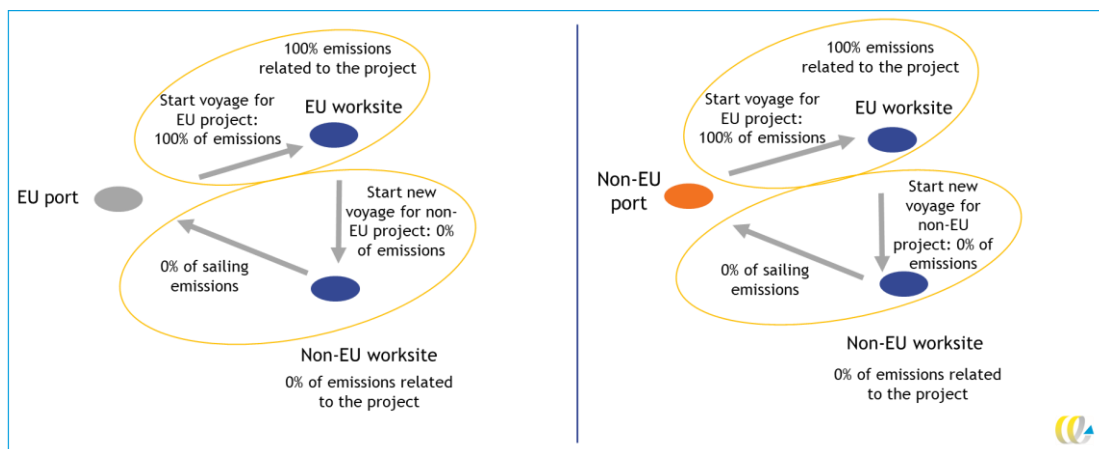 100% emissions
related to the project
Start voyage for
EU project:
100% of emissions
EU worksite
EU port
Start new
voyage for non-
EU project: 0%
of emissions
0% of sailing
emissions
Non-EU worksite
0% of emissions related
to the project
100% emissions
related to the project
Start voyage for
EU project:
100% of emissions
EU worksite
Non-EU
port
Start new
voyage for
non-EU
project: 0% of
emissions
0% of sailing
emissions
Non-EU worksite
0% of emissions related
to the project